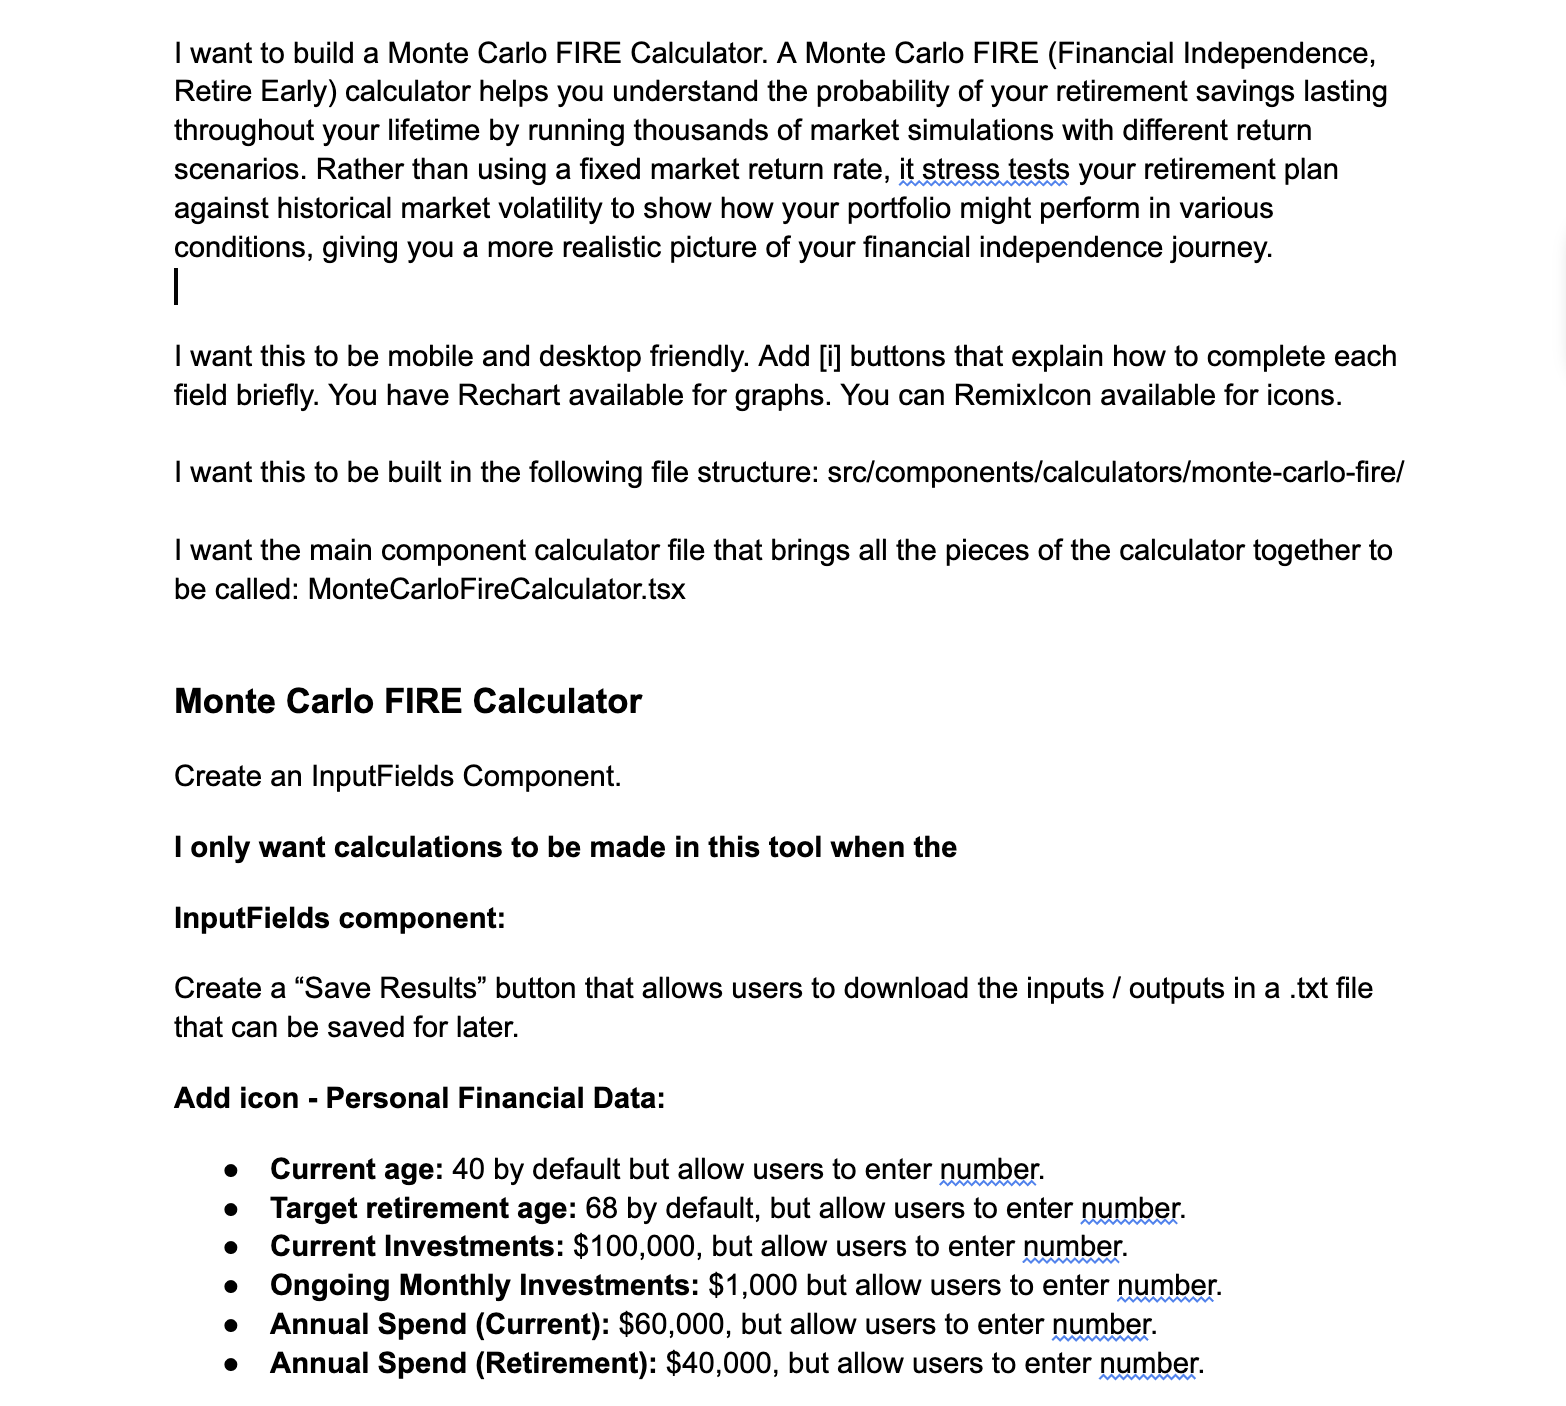 I want to build a Monte Carlo FIRE Calculator. A Monte Carlo FIRE (Financial Independence,
Retire Early) calculator helps you understand the probability of your retirement savings lasting
throughout your lifetime by running thousands of market simulations with different return
scenarios. Rather than using a fixed market return rate, it stress tests your retirement plan
against historical market volatility to show how your portfolio might perform in various
conditions, giving you a more realistic picture of your financial independence journey.
I want this to be mobile and desktop friendly. Add [i] buttons that explain how to complete each
field briefly. You have Rechart available for graphs. You can RemixIcon available for icons.
I want this to be built in the following file structure: src/components/calculators/monte-carlo-fire/
I want the main component calculator file that brings all the pieces of the calculator together to
be called: MonteCarloFireCalculator.tsx
Monte Carlo FIRE Calculator
Create an InputFields Component.
I only want calculations to be made in this tool when the
InputFields component:
Create a “Save Results” button that allows users to download the inputs / outputs in a .txt file
that can be saved for later.
Add icon - Personal Financial Data:
● Current age: 40 by default but allow users to enter number.
● Target retirement age: 68 by default, but allow users to enter number.
● Current Investments: $100,000, but allow users to enter number.
● Ongoing Monthly Investments: $1,000 but allow users to enter number.
● Annual Spend (Current): $60,000, but allow users to enter number.
● Annual Spend (Retirement): $40,000, but allow users to enter number.